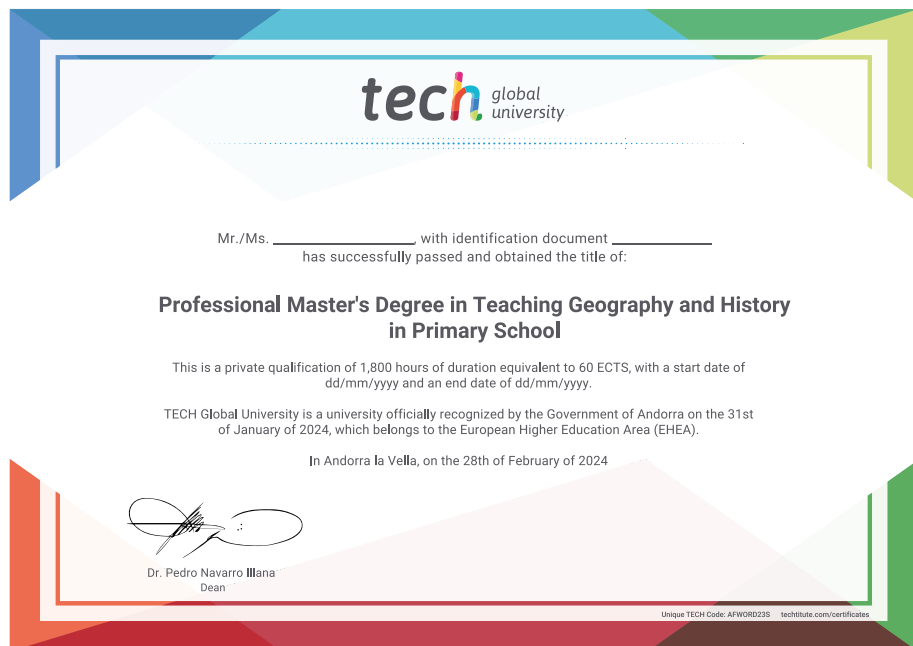 tech global university
Mr./Ms. ____________________, with identification document ______________
has successfully passed and obtained the title of:
Professional Master's Degree in Teaching Geography and History
in Primary School
This is a private qualification of 1,800 hours of duration equivalent to 60 ECTS, with a start date of
dd/mm/yyyy and an end date of dd/mm/yyyy.
TECH Global University is a university officially recognized by the Government of Andorra on the 31st
of January of 2024, which belongs to the European Higher Education Area (EHEA).
In Andorra la Vella, on the 28th of February of 2024
Dr. Pedro Navarro Illana
Dean
Unique TECH Code: AFWORD23S techtitute.com/certificates